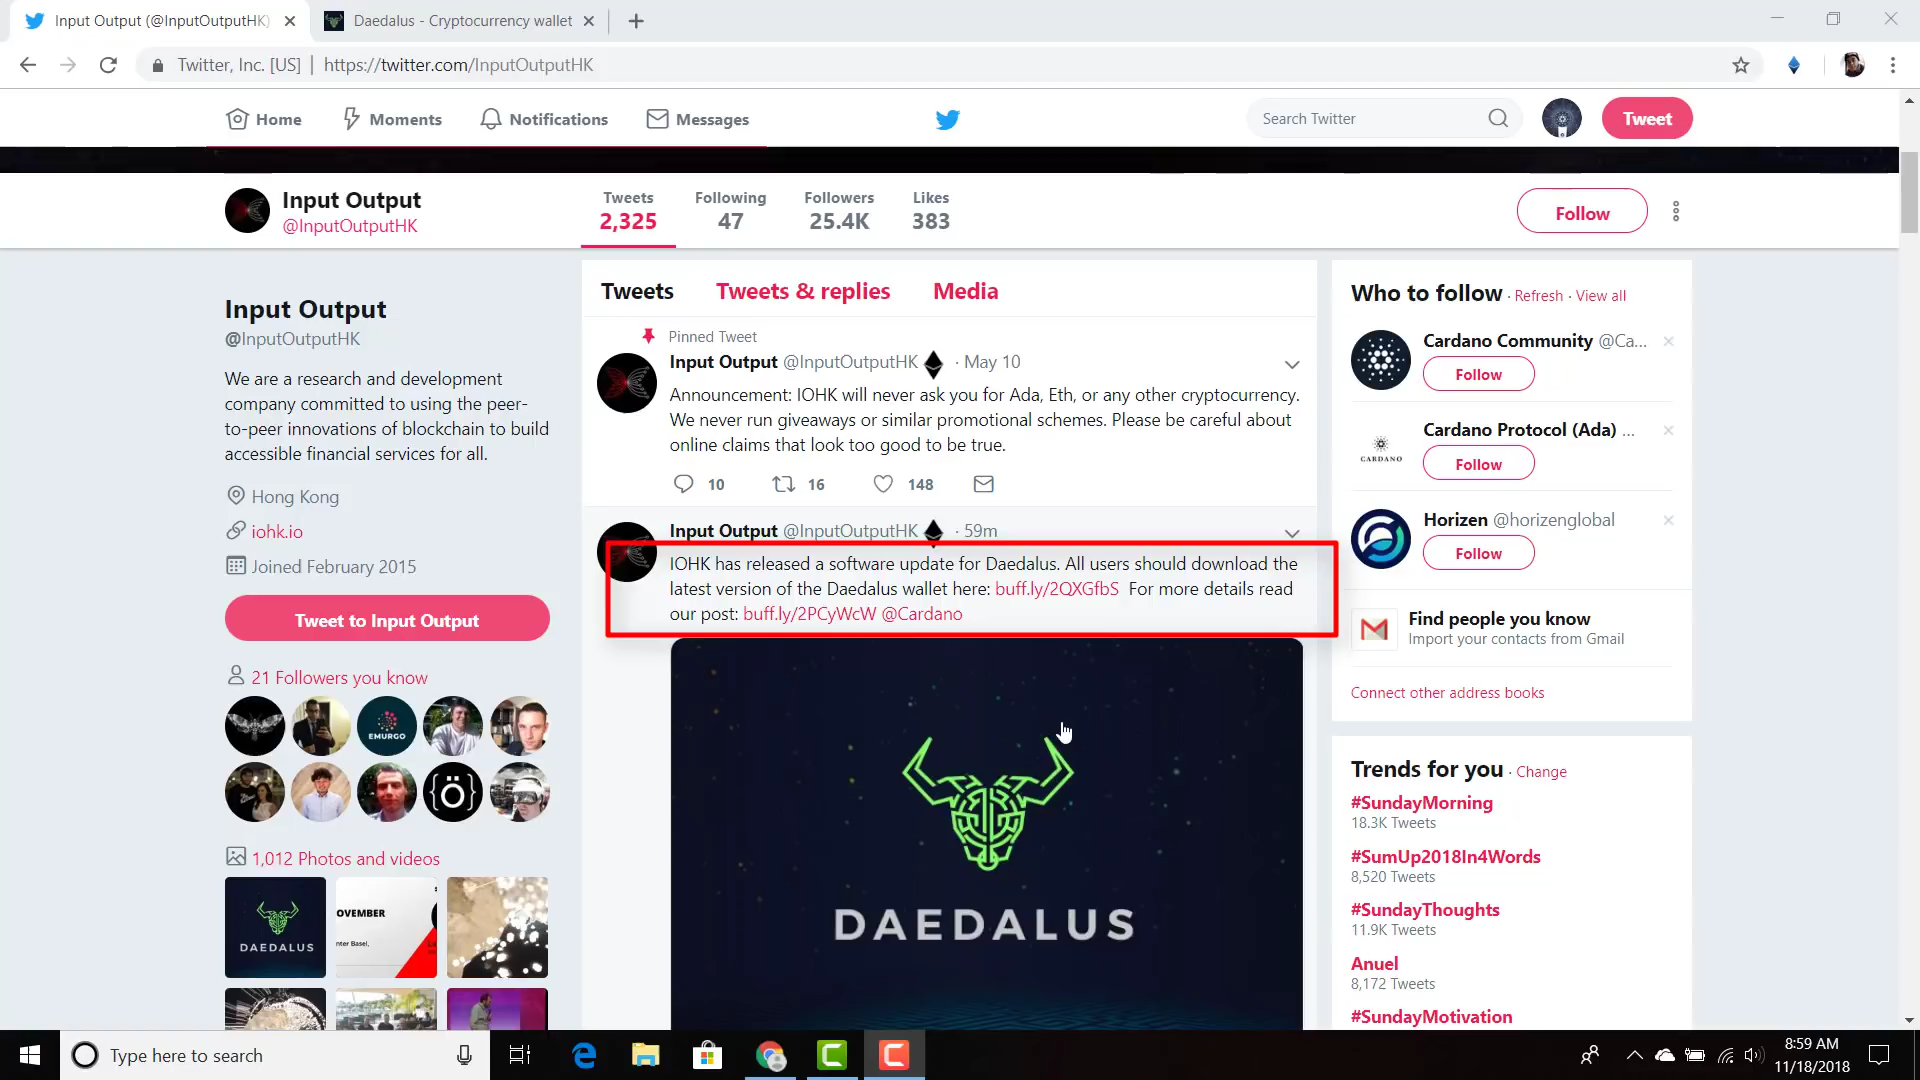 Input Output (@InputOutputHK)
Daedalus - Cryptocurrency wallet
Twitter, Inc. [US] | https://twitter.com/InputOutputHK
Home
Moments
Notifications
Messages
Search Twitter
Tweet
Input Output
@InputOutputHK
Tweets
2,325
Following
47
Followers
25.4K
Likes
383
Follow
Input Output
@InputOutputHK
We are a research and development
company committed to using the peer-
to-peer innovations of blockchain to build
accessible financial services for all.
Hong Kong
iohk.io
Joined February 2015
Tweet to Input Output
21 Followers you know
EMURGO
{ö}
1,012 Photos and videos
DAEDALUS
OVEMBER
nter Basel,
Tweets
Tweets & replies
Media
Pinned Tweet
Input Output @InputOutputHK · May 10
Announcement: IOHK will never ask you for Ada, Eth, or any other cryptocurrency.
We never run giveaways or similar promotional schemes. Please be careful about
online claims that look too good to be true.
10
16
148
Input Output @InputOutputHK · 59m
IOHK has released a software update for Daedalus. All users should download the
latest version of the Daedalus wallet here: buff.ly/2QXGfbS For more details read
our post: buff.ly/2PCyWcW @Cardano
DAEDALUS
Who to follow · Refresh · View all
Cardano Community @Ca...
Follow
CARDANO
Cardano Protocol (Ada) ...
Follow
Horizen @horizenglobal
Follow
Find people you know
Import your contacts from Gmail
Connect other address books
Trends for you · Change
#SundayMorning
18.3K Tweets
#SumUp2018In4Words
8,520 Tweets
#SundayThoughts
11.9K Tweets
Anuel
8,172 Tweets
#SundayMotivation
Type here to search
8:59 AM
11/18/2018